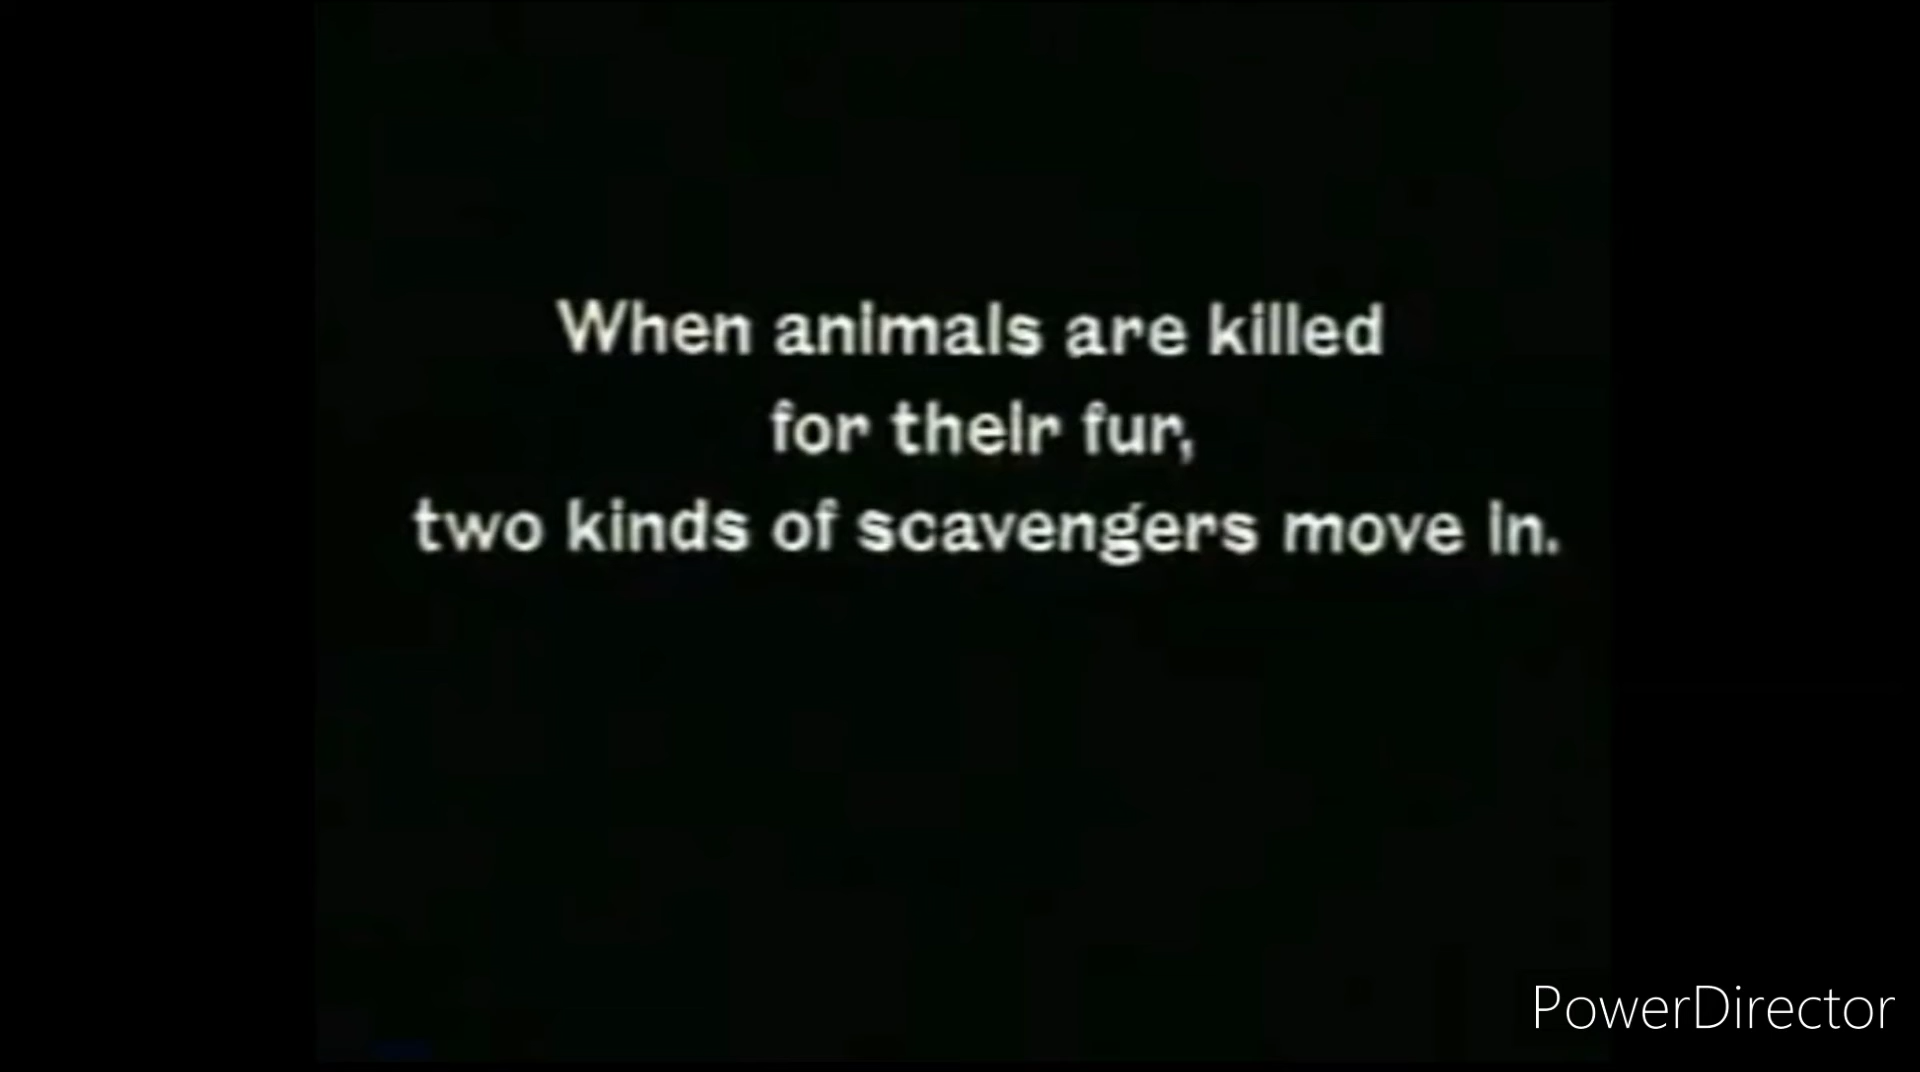 When animals are killed
for their fur,
two kinds of scavengers move in.
PowerDirector